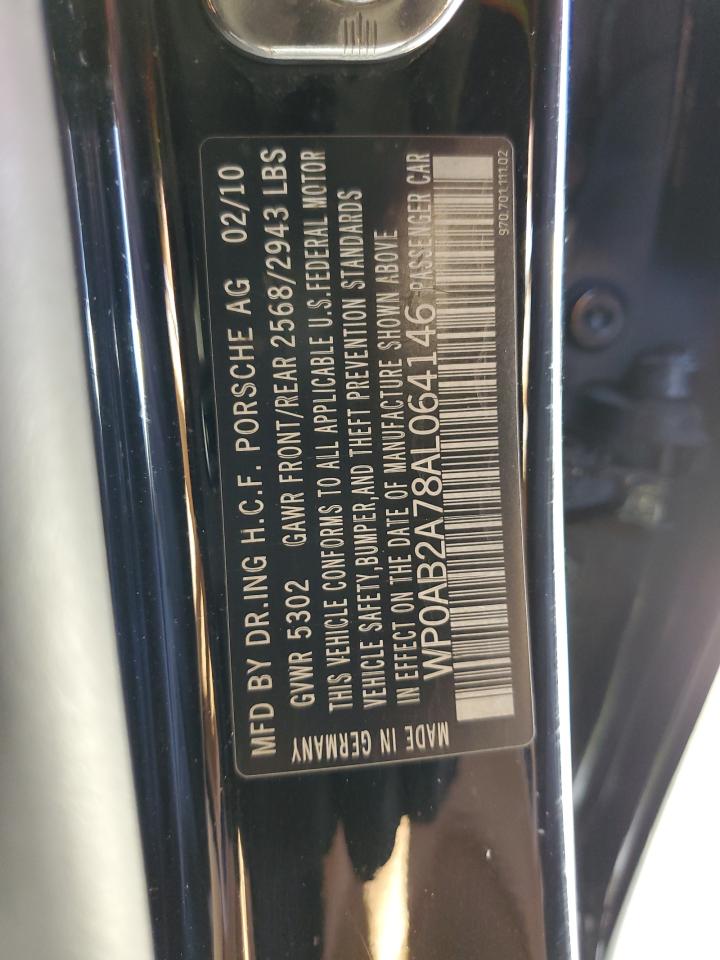 MFD BY DR.ING H.C.F. PORSCHE AG 02/10
GVWR 5302 GAWR FRONT/REAR 2568/2943 LBS
THIS VEHICLE CONFORMS TO ALL APPLICABLE U.S.FEDERAL MOTOR
VEHICLE SAFETY,BUMPER,AND THEFT PREVENTION STANDARDS
IN EFFECT ON THE DATE OF MANUFACTURE SHOWN ABOVE
WP0AB2A78AL064146 PASSENGER CAR
MADE IN GERMANY
970.701.111.02